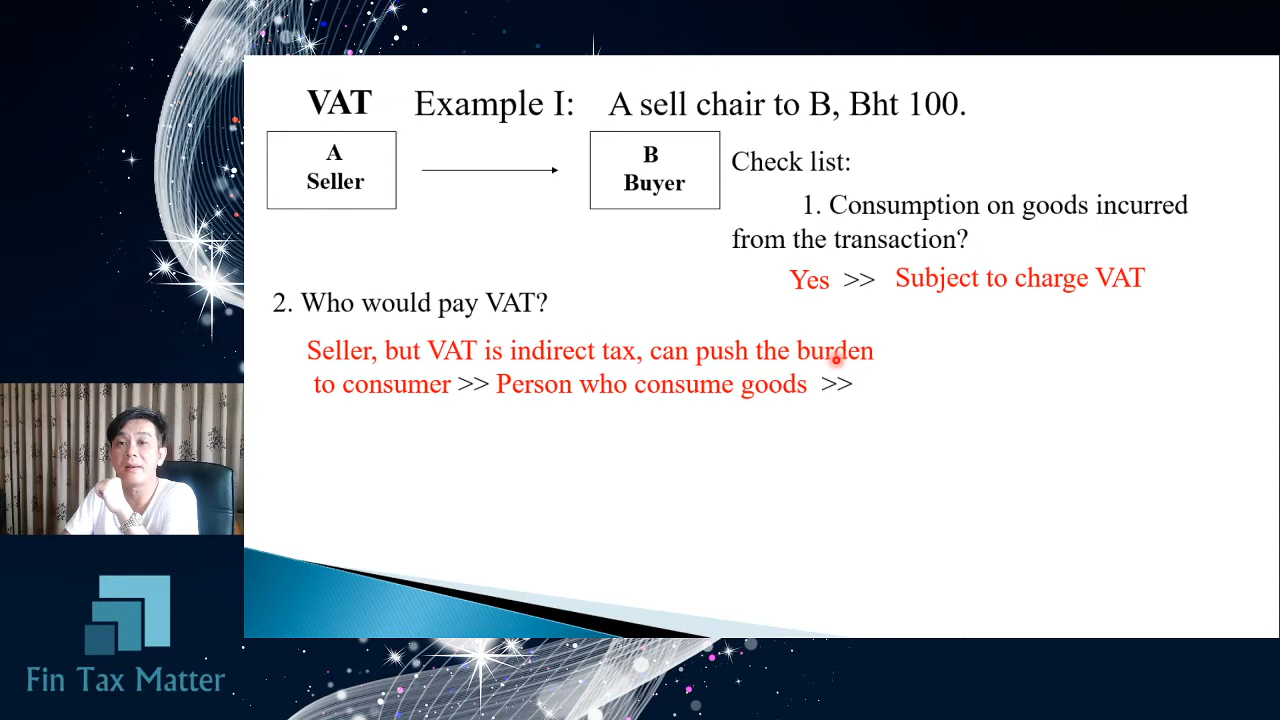 VAT Example I: A sell chair to B, Bht 100.
A
Seller
B
Buyer
Check list:
1. Consumption on goods incurred
from the transaction?
Yes >> Subject to charge VAT
2. Who would pay VAT?
Seller, but VAT is indirect tax, can push the burden
to consumer >> Person who consume goods >>
Fin Tax Matter